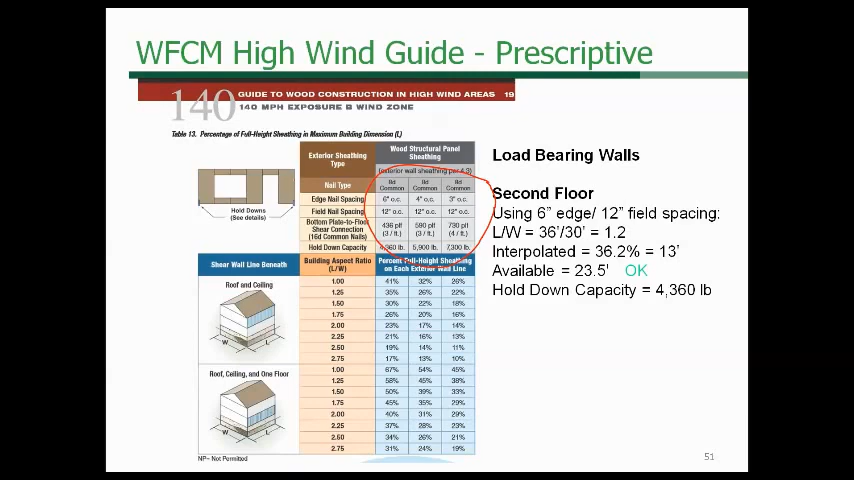 WFCM High Wind Guide - Prescriptive
140
GUIDE TO WOOD CONSTRUCTION IN HIGH WIND AREAS 19
140 MPH EXPOSURE B WIND ZONE
Table 13. Percentage of Full-Height Sheathing in Maximum Building Dimension (L)
Hold Downs
(See details)
Exterior Sheathing
Type
Wood Structural Panel
Sheathing
(exterior wall sheathing per 4.3)
Nail Type
8d Common 8d Common 8d Common
Edge Nail Spacing 6" o.c. 4" o.c. 3" o.c.
Field Nail Spacing 12" o.c. 12" o.c. 12" o.c.
Bottom Plate-to-Floor
Shear Connection
(16d Common Nails)
436 plf (3 / ft.) 590 plf (3 / ft.) 730 plf (4 / ft.)
Hold Down Capacity 4,360 lb. 5,900 lb. 7,300 lb.
Shear Wall Line Beneath
Building Aspect Ratio
(L/W)
Percent Full-Height Sheathing
on Each Exterior Wall Line
Roof and Ceiling
W L
1.00 41% 32% 26%
1.25 35% 26% 22%
1.50 30% 22% 18%
1.75 26% 20% 16%
2.00 23% 17% 14%
2.25 21% 16% 13%
2.50 19% 14% 11%
2.75 17% 13% 10%
Roof, Ceiling, and One Floor
W L
1.00 67% 54% 45%
1.25 58% 45% 38%
1.50 50% 39% 33%
1.75 45% 35% 29%
2.00 40% 31% 29%
2.25 37% 28% 23%
2.50 34% 26% 21%
2.75 31% 24% 19%
NP= Not Permitted
Load Bearing Walls
Second Floor
Using 6" edge/ 12" field spacing:
L/W = 36'/30' = 1.2
Interpolated = 36.2% = 13'
Available = 23.5' OK
Hold Down Capacity = 4,360 lb
51